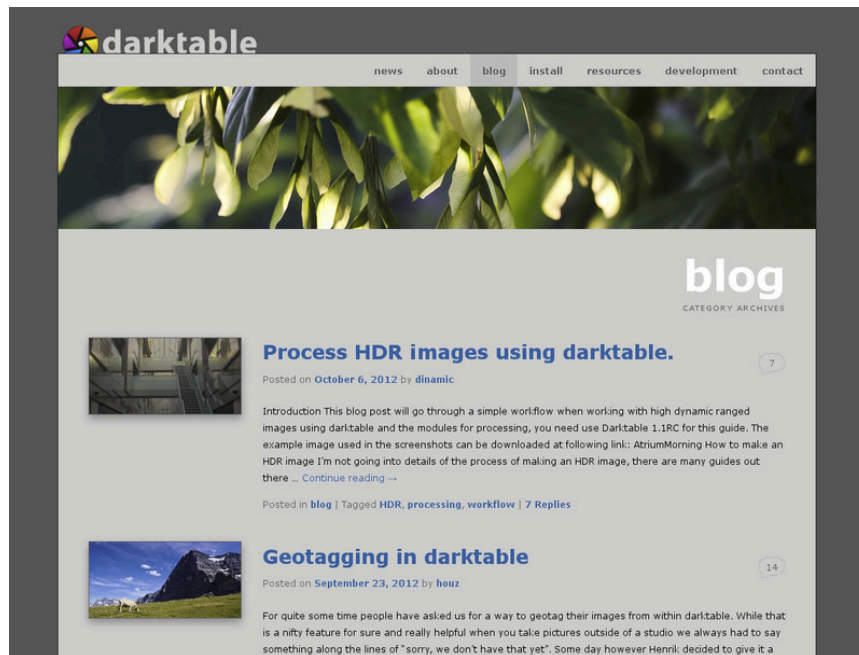 darktable
news about blog install resources development contact
blog
CATEGORY ARCHIVES
Process HDR images using darktable.
7
Posted on October 6, 2012 by dinamic
Introduction This blog post will go through a simple workflow when working with high dynamic ranged
images using darktable and the modules for processing, you need use Darktable 1.1RC for this guide. The
example image used in the screenshots can be downloaded at following link:: AtriumMorning How to make an
HDR image I'm not going into details of the process of making an HDR image, there are many guides out
there … Continue reading →
Posted in blog | Tagged HDR, processing, workflow | 7 Replies
Geotagging in darktable
14
Posted on September 23, 2012 by houz
For quite some time people have asked us for a way to geotag their images from within darktable. While that
is a nifty feature for sure and really helpful when you take pictures outside of a studio we always had to say
something along the lines of "sorry, we don't have that yet". Some day however Henrik decided to give it a